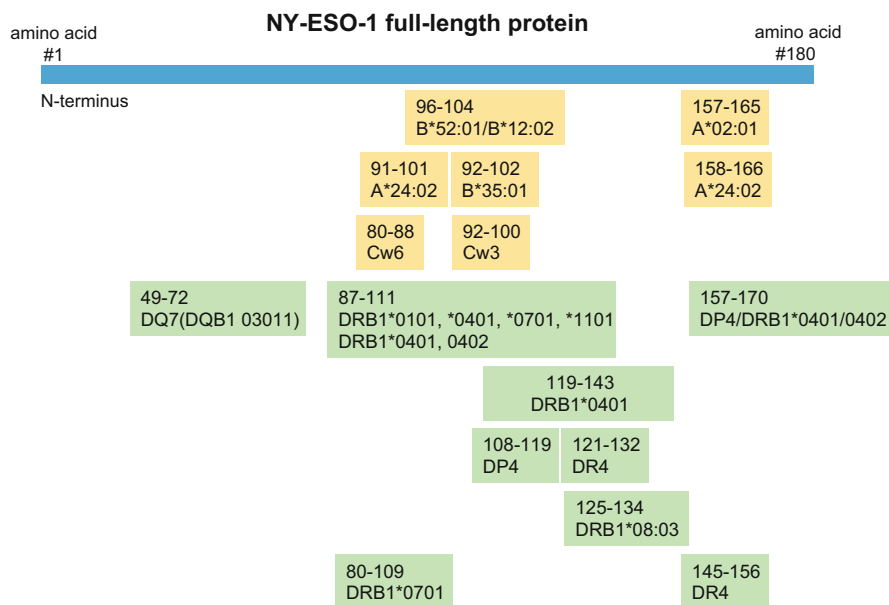 NY-ESO-1 full-length protein
amino acid
#1
amino acid
#180
N-terminus
96-104
B*52:01/B*12:02
157-165
A*02:01
91-101
A*24:02
92-102
B*35:01
158-166
A*24:02
80-88
Cw6
92-100
Cw3
49-72
DQ7(DQB1 03011)
87-111
DRB1*0101, *0401, *0701, *1101
DRB1*0401, 0402
157-170
DP4/DRB1*0401/0402
119-143
DRB1*0401
108-119
DP4
121-132
DR4
125-134
DRB1*08:03
80-109
DRB1*0701
145-156
DR4